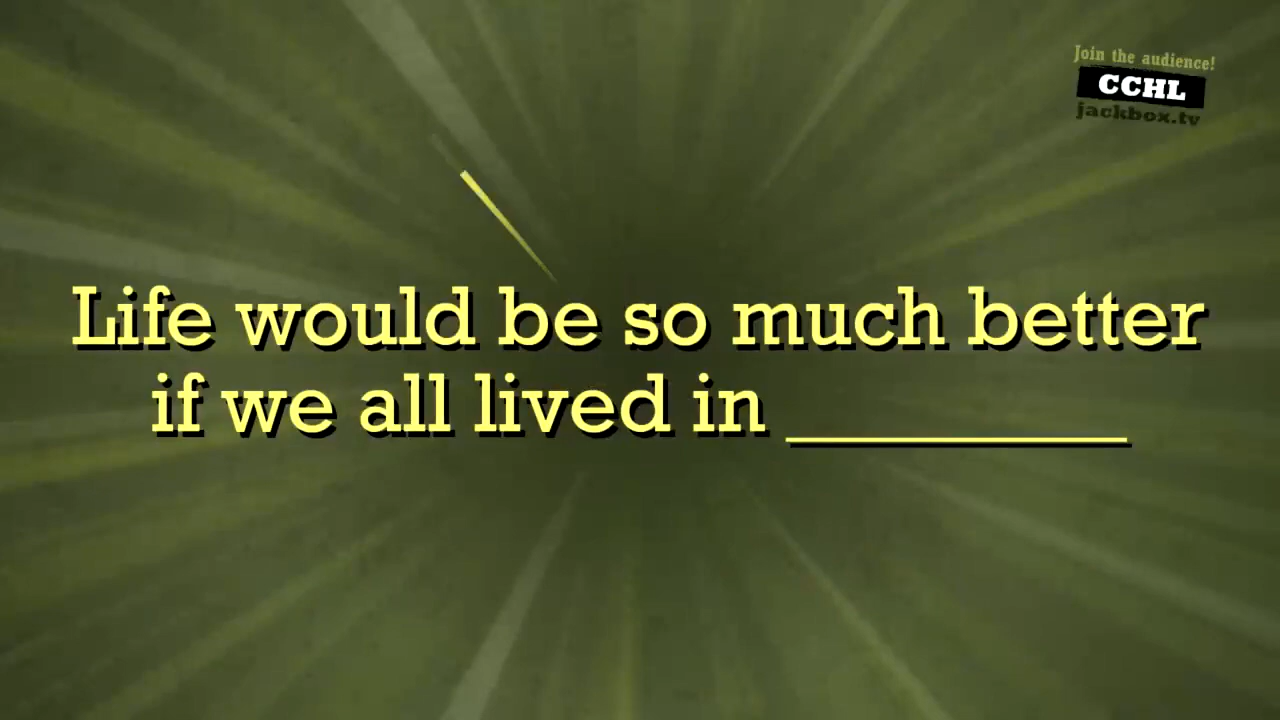 Join the audience!
CCHL
jackbox.tv
Life would be so much better
if we all lived in ________